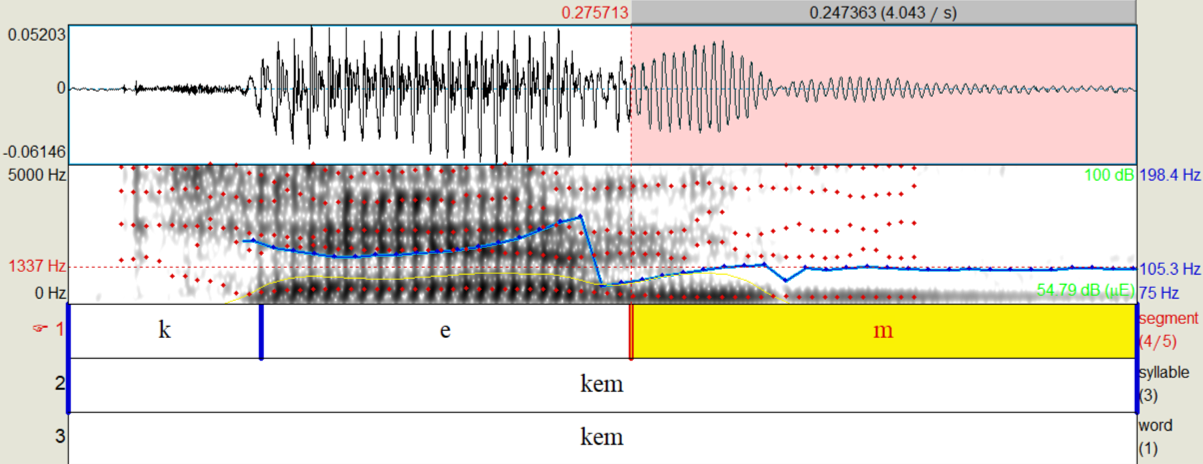 0.275713 0.247363 (4.043 / s)
0.05203
0
-0.06146
5000 Hz 100 dB 198.4 Hz
1337 Hz 105.3 Hz
0 Hz 54.79 dB (µE) 75 Hz
☞ 1 k e m segment
(4/5)
2 kem syllable
(3)
3 kem word
(1)